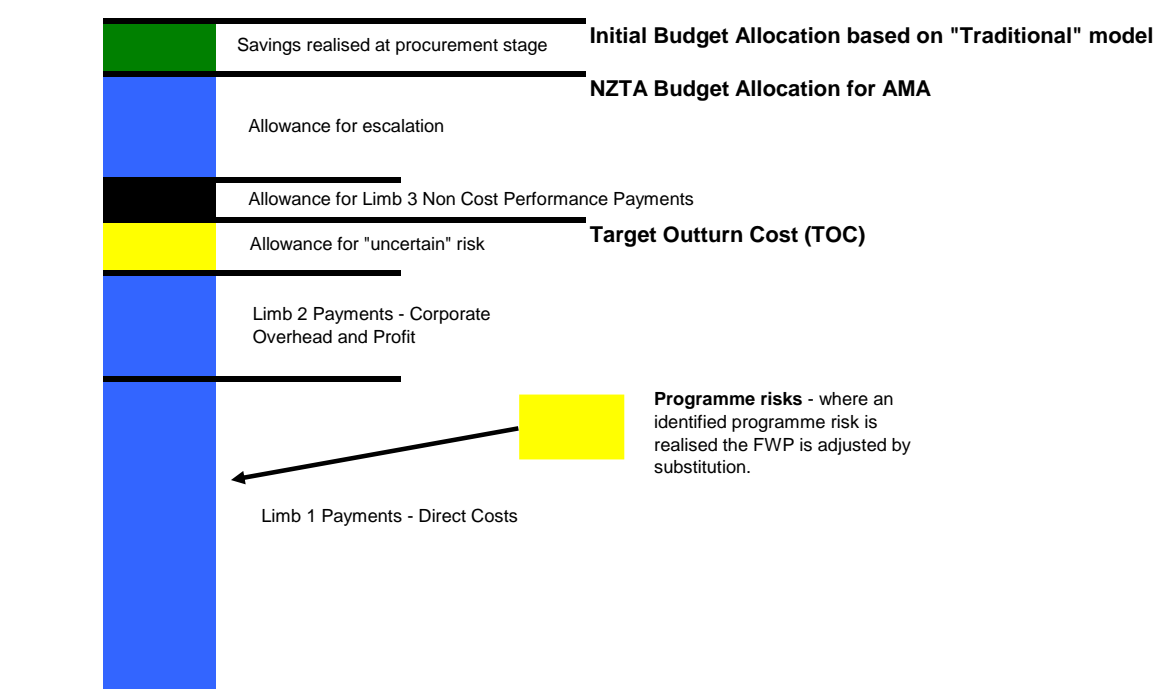 Initial Budget Allocation based on "Traditional" model
Savings realised at procurement stage
NZTA Budget Allocation for AMA
Allowance for escalation
Allowance for Limb 3 Non Cost Performance Payments
Target Outturn Cost (TOC)
Allowance for "uncertain" risk
Limb 2 Payments - Corporate
Overhead and Profit
Programme risks - where an
identified programme risk is
realised the FWP is adjusted by
substitution.
Limb 1 Payments - Direct Costs